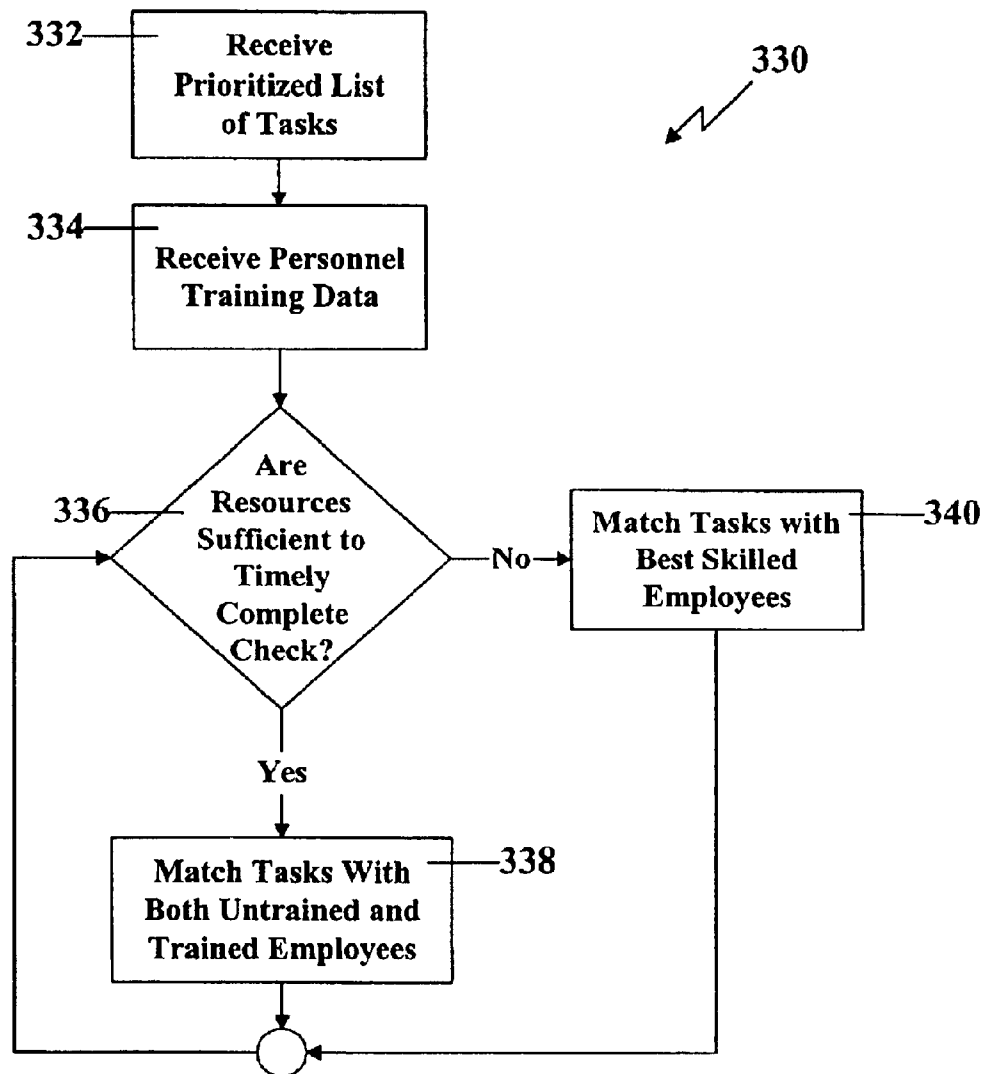 332
Receive
Prioritized List
of Tasks
330
334
Receive Personnel
Training Data
336
Are
Resources
Sufficient to
Timely
Complete
Check?
No
Match Tasks with
Best Skilled
Employees
340
Yes
Match Tasks With
Both Untrained and
Trained Employees
338